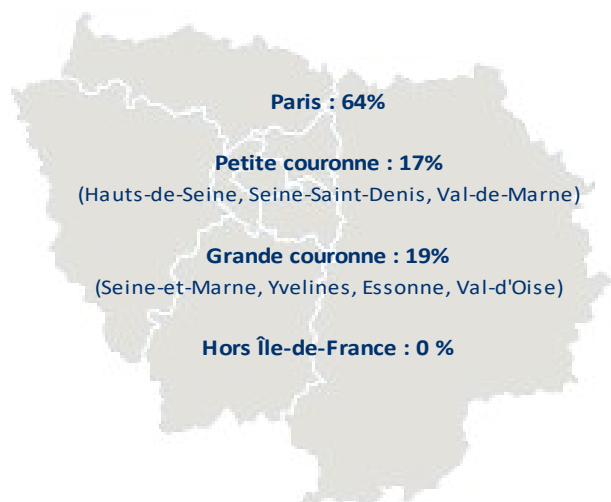 Paris : 64%
Petite couronne : 17%
(Hauts-de-Seine, Seine-Saint-Denis, Val-de-Marne)
Grande couronne : 19%
(Seine-et-Marne, Yvelines, Essonne, Val-d'Oise)
Hors Île-de-France : 0 %